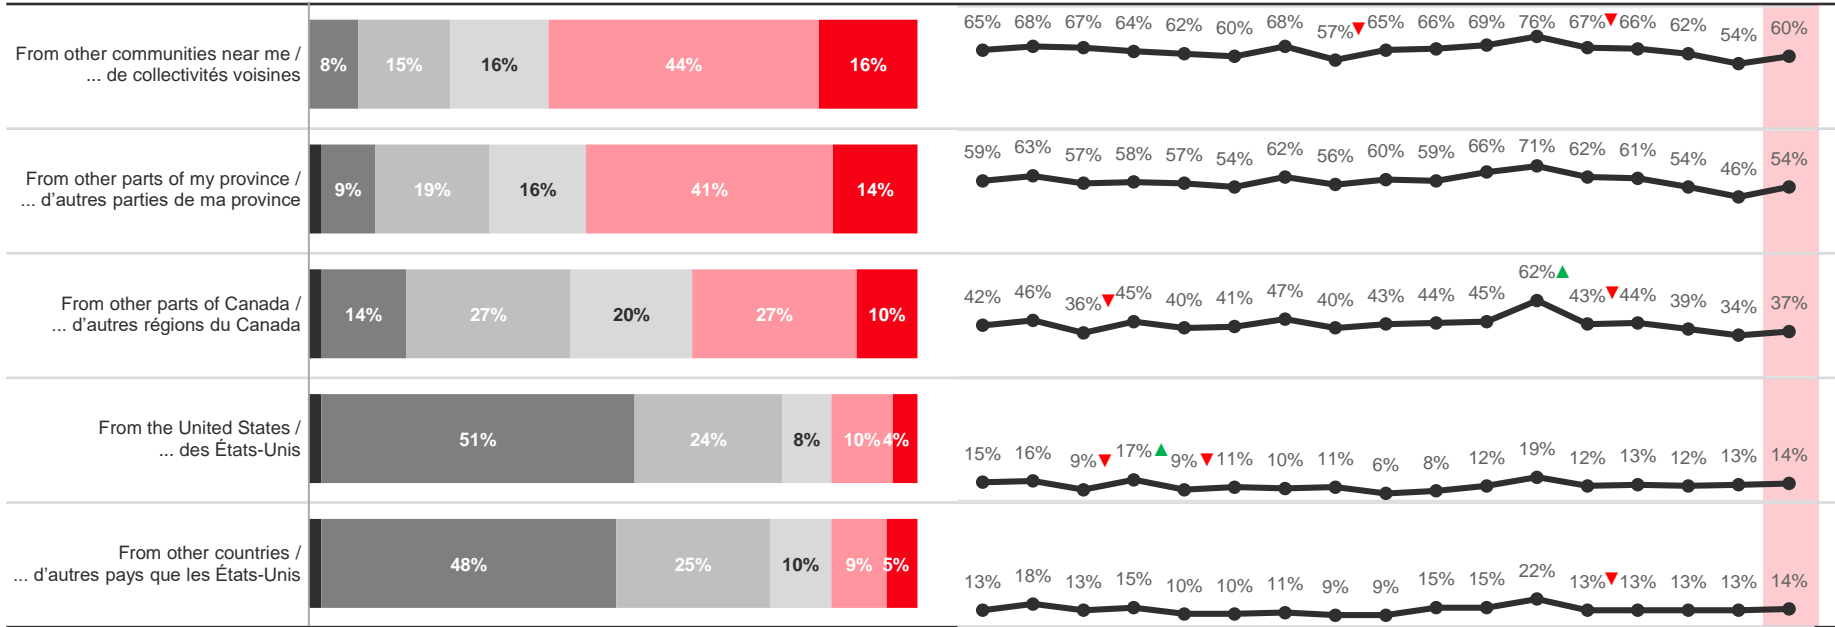 From other communities near me /
... de collectivités voisines
8% 15% 16% 44% 16%
65% 68% 67% 64% 62% 60% 68% 57%▼ 65% 66% 69% 76% 67%▼ 66% 62% 54% 60%
From other parts of my province /
... d'autres parties de ma province
9% 19% 16% 41% 14%
59% 63% 57% 58% 57% 54% 62% 56% 60% 59% 66% 71% 62% 61% 54% 46% 54%
From other parts of Canada /
... d'autres régions du Canada
14% 27% 20% 27% 10%
42% 46% 36%▼ 45% 40% 41% 47% 40% 43% 44% 45% 62%▲ 43%▼ 44% 39% 34% 37%
From the United States /
... des États-Unis
51% 24% 8% 10% 4%
15% 16% 9%▼ 17%▲ 9%▼ 11% 10% 11% 6% 8% 12% 19% 12% 13% 12% 13% 14%
From other countries /
... d'autres pays que les États-Unis
48% 25% 10% 9% 5%
13% 18% 13% 15% 10% 10% 11% 9% 9% 15% 15% 22% 13%▼ 13% 13% 13% 14%